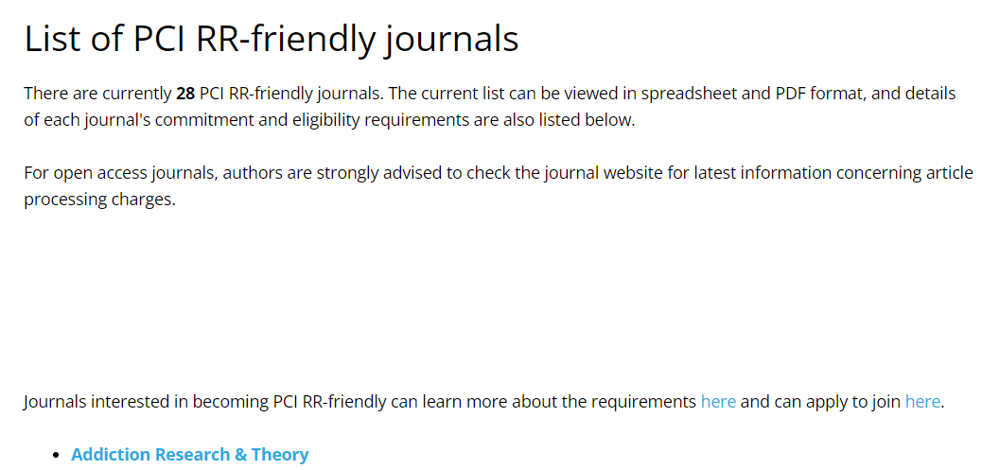 List of PCI RR-friendly journals
There are currently 28 PCI RR-friendly journals. The current list can be viewed in spreadsheet and PDF format, and details
of each journal's commitment and eligibility requirements are also listed below.
For open access journals, authors are strongly advised to check the journal website for latest information concerning article
processing charges.
Journals interested in becoming PCI RR-friendly can learn more about the requirements here and can apply to join here.
• Addiction Research & Theory